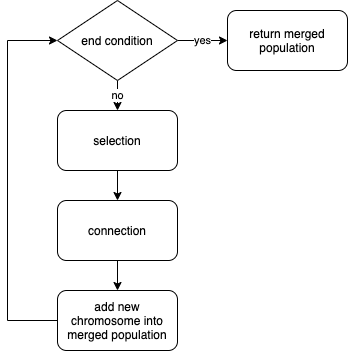 end condition
yes
return merged
population
no
selection
connection
add new
chromosome into
merged population